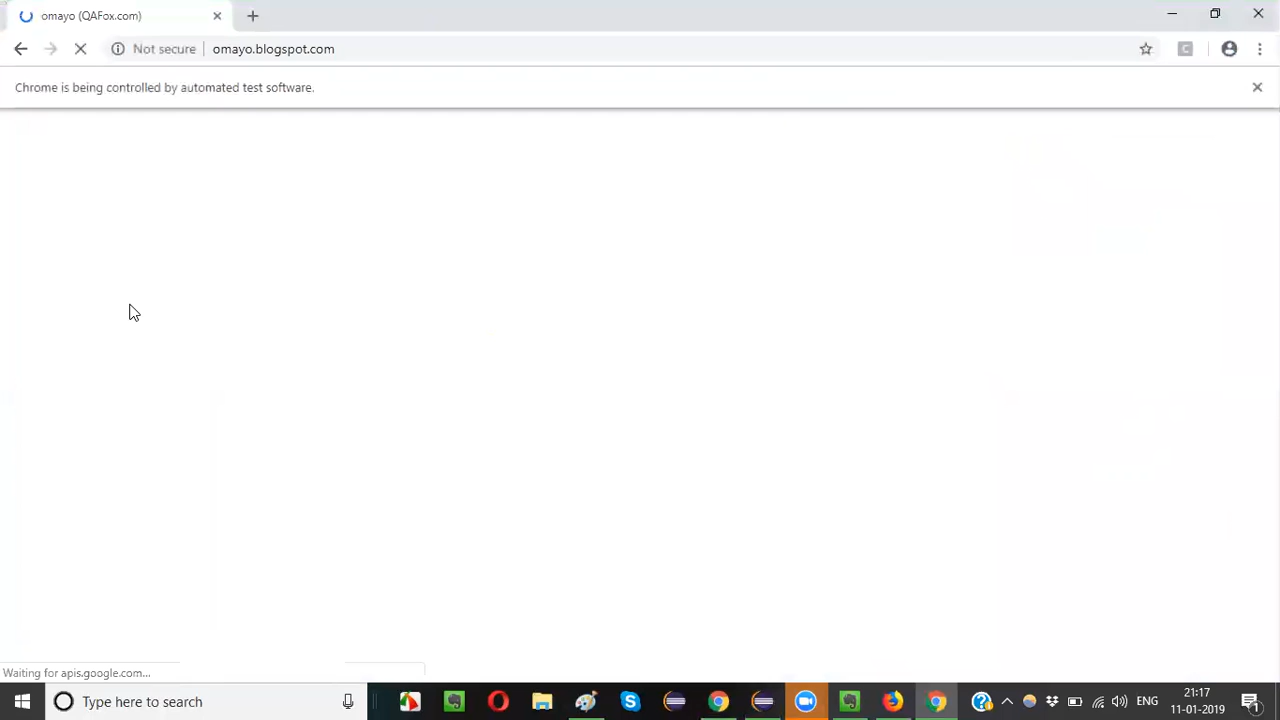 omayo (QAFox.com)
Not secure
omayo.blogspot.com
Chrome is being controlled by automated test software.
Waiting for apis.google.com...
Type here to search
ENG
21:17
11-01-2019
1